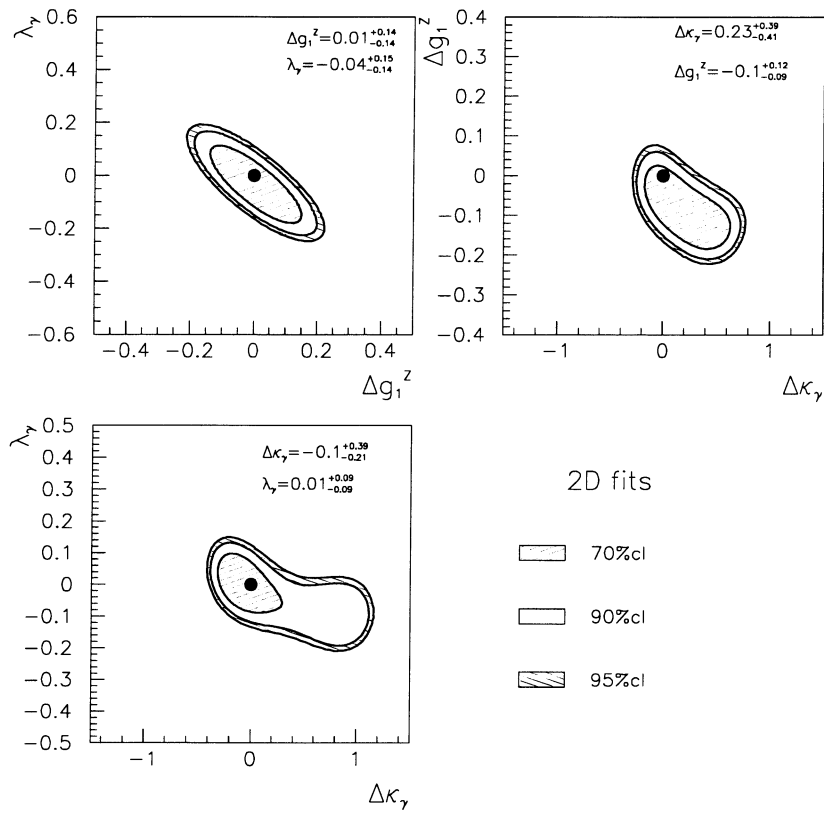 λγ
Δg₁ᶻ=0.01⁺⁰·¹⁴₋₀.₁₄
λγ=−0.04⁺⁰·¹⁵₋₀.₁₄
0.6
0.4
0.2
0
−0.2
−0.4
−0.6
−0.4 −0.2 0 0.2 0.4
Δg₁ᶻ
Δg₁ᶻ
Δκγ=0.23⁺⁰·³⁹₋₀.₄₁
Δg₁ᶻ=−0.1⁺⁰·¹²₋₀.₀₉
0.4
0.3
0.2
0.1
0
−0.1
−0.2
−0.3
−0.4
−1 0 1
Δκγ
λγ
Δκγ=−0.1⁺⁰·³⁹₋₀.₂₁
λγ=0.01⁺⁰·⁰⁹₋₀.₀₉
0.5
0.4
0.3
0.2
0.1
0
−0.1
−0.2
−0.3
−0.4
−0.5
−1 0 1
Δκγ
2D fits
70%cl
90%cl
95%cl